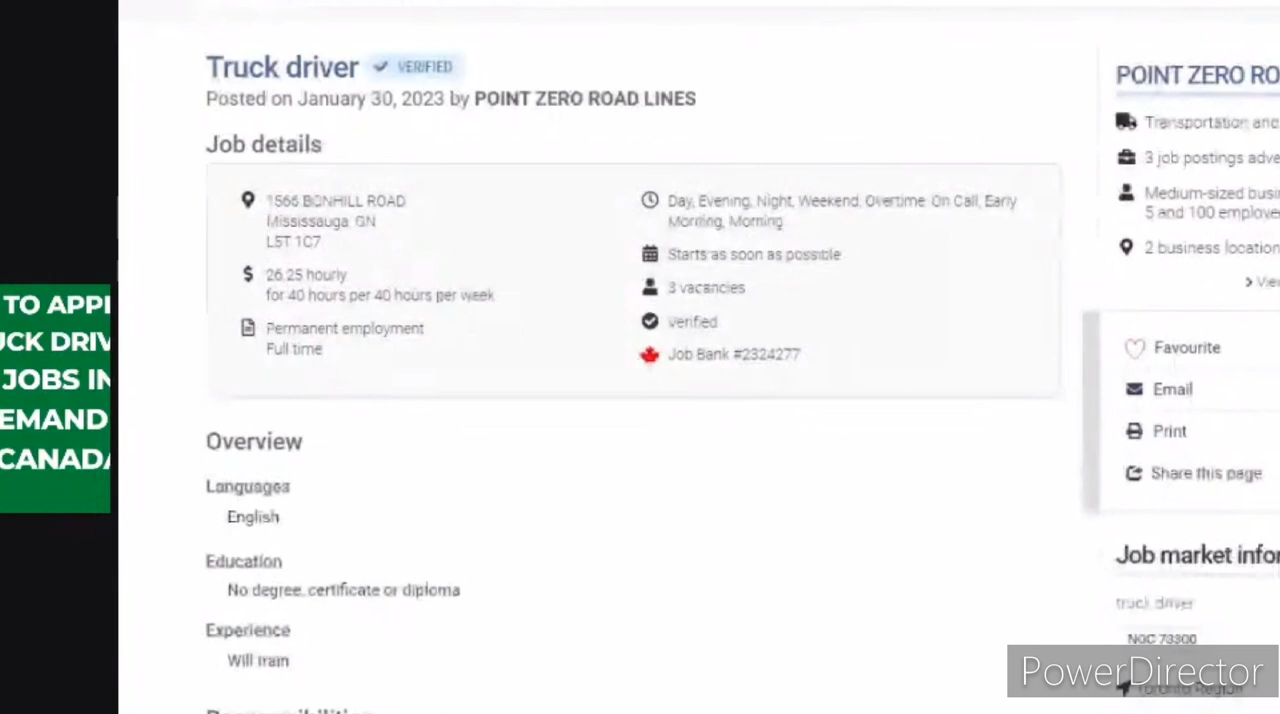 TO APPL
UCK DRIV
JOBS IN
EMAND
CANADA
Truck driver VERIFIED
Posted on January 30, 2023 by POINT ZERO ROAD LINES
Job details
1566 BONHILL ROAD
Mississauga, ON
L5T 1C7
$ 26.25 hourly
for 40 hours per 40 hours per week
Permanent employment
Full time
Day, Evening, Night, Weekend, Overtime, On Call, Early
Morning, Morning
Starts as soon as possible
3 vacancies
verified
Job Bank #2324277
Overview
Languages
English
Education
No degree, certificate or diploma
Experience
Will train
POINT ZERO RO
Transportation and
3 job postings adve
Medium-sized busi
5 and 100 employe
2 business location
Favourite
Email
Print
Share this page
Job market infor
truck driver
NOC 73300
Toronto Region
PowerDirector